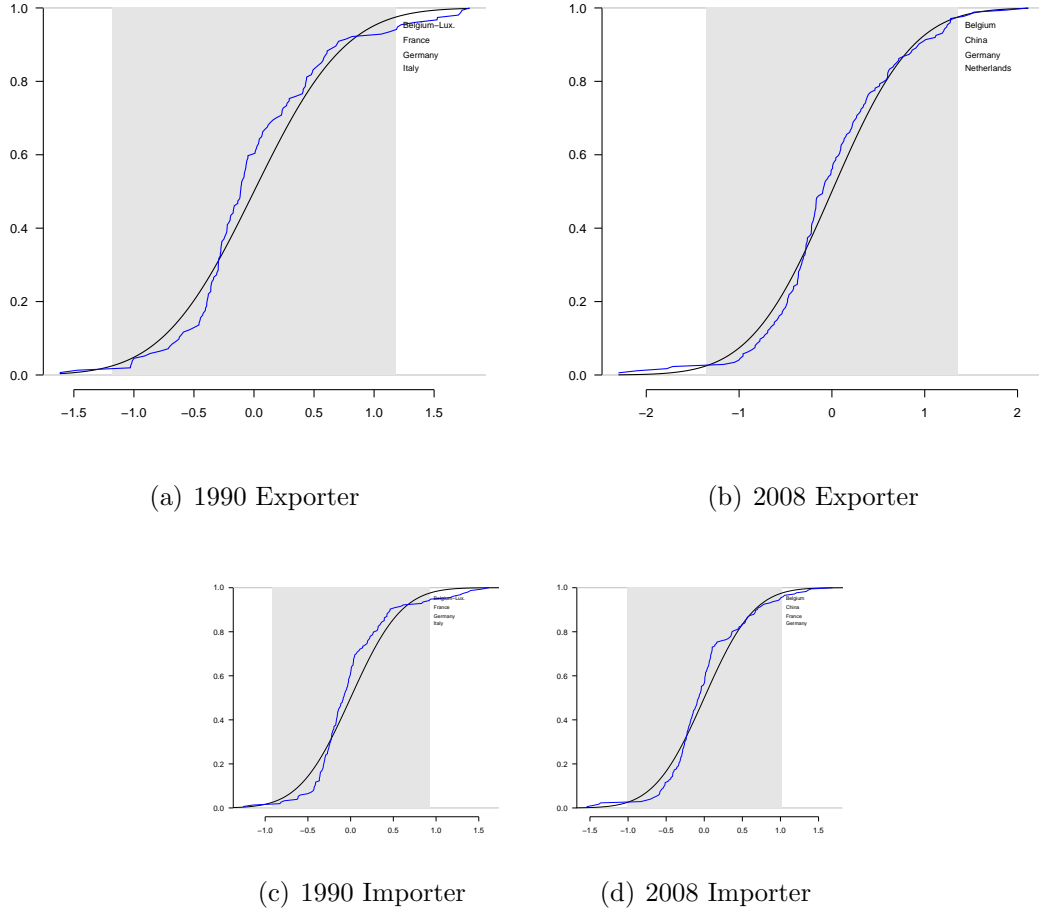 1.0
0.8
0.6
0.4
0.2
0.0
−1.5 −1.0 −0.5 0.0 0.5 1.0 1.5
Belgium−Lux.
France
Germany
Italy
(a) 1990 Exporter
1.0
0.8
0.6
0.4
0.2
0.0
−2 −1 0 1 2
Belgium
China
Germany
Netherlands
(b) 2008 Exporter
1.0
0.8
0.6
0.4
0.2
0.0
−1.0 −0.5 0.0 0.5 1.0 1.5
Belgium−Lux.
France
Germany
Italy
(c) 1990 Importer
1.0
0.8
0.6
0.4
0.2
0.0
−1.5 −1.0 −0.5 0.0 0.5 1.0 1.5
Belgium
China
France
Germany
(d) 2008 Importer